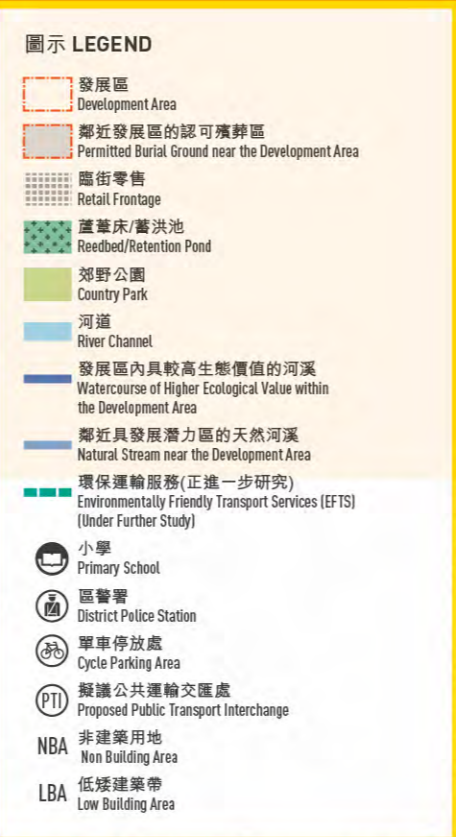 圖示 LEGEND
發展區
Development Area
鄰近發展區的認可殯葬區
Permitted Burial Ground near the Development Area
臨街零售
Retail Frontage
蘆葦床/蓄洪池
Reedbed/Retention Pond
郊野公園
Country Park
河道
River Channel
發展區內具較高生態價值的河溪
Watercourse of Higher Ecological Value within
the Development Area
鄰近具發展潛力區的天然河溪
Natural Stream near the Development Area
環保運輸服務(正進一步研究)
Environmentally Friendly Transport Services (EFTS)
(Under Further Study)
小學
Primary School
區警署
District Police Station
單車停放處
Cycle Parking Area
PTI 擬議公共運輸交匯處
Proposed Public Transport Interchange
NBA 非建築用地
Non Building Area
LBA 低矮建築帶
Low Building Area